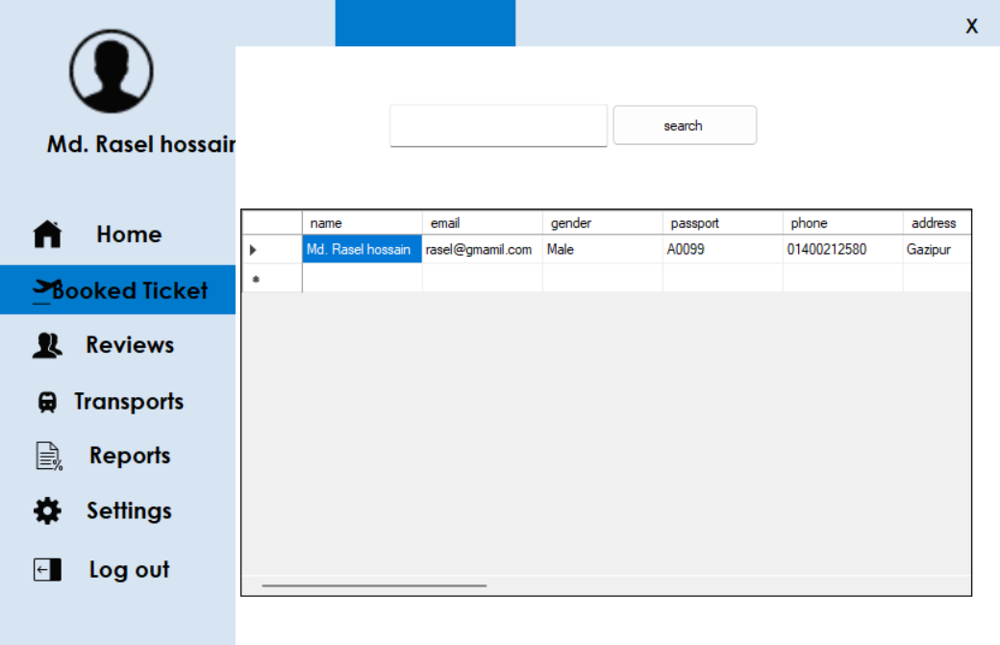 X
Md. Rasel hossain
search
Home
Booked Ticket
Reviews
Transports
Reports
Settings
Log out
name email gender passport phone address
Md. Rasel hossain rasel@gmamil.com Male A0099 01400212580 Gazipur